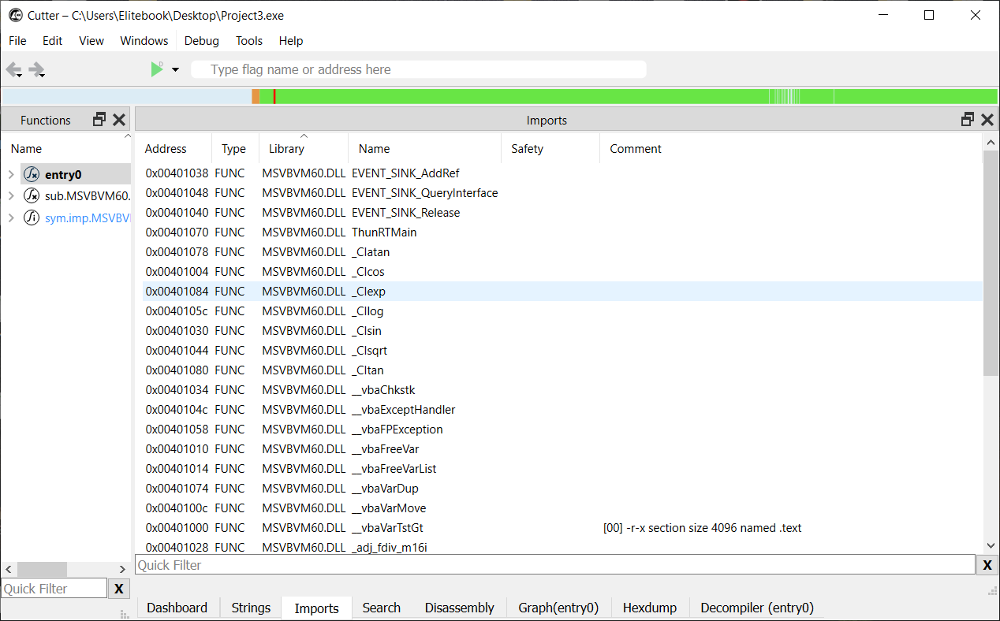 Cutter – C:\Users\Elitebook\Desktop\Project3.exe
File Edit View Windows Debug Tools Help
Type flag name or address here
Functions
Name
entry0
sub.MSVBVM60.
sym.imp.MSVBV
Quick Filter X
Imports
Address Type Library Name Safety Comment
0x00401038 FUNC MSVBVM60.DLL EVENT_SINK_AddRef
0x00401048 FUNC MSVBVM60.DLL EVENT_SINK_QueryInterface
0x00401040 FUNC MSVBVM60.DLL EVENT_SINK_Release
0x00401070 FUNC MSVBVM60.DLL ThunRTMain
0x00401078 FUNC MSVBVM60.DLL _CIatan
0x00401004 FUNC MSVBVM60.DLL _CIcos
0x00401084 FUNC MSVBVM60.DLL _CIexp
0x0040105c FUNC MSVBVM60.DLL _CIlog
0x00401030 FUNC MSVBVM60.DLL _CIsin
0x00401044 FUNC MSVBVM60.DLL _CIsqrt
0x00401080 FUNC MSVBVM60.DLL _CItan
0x00401034 FUNC MSVBVM60.DLL __vbaChkstk
0x0040104c FUNC MSVBVM60.DLL __vbaExceptHandler
0x00401058 FUNC MSVBVM60.DLL __vbaFPException
0x00401010 FUNC MSVBVM60.DLL __vbaFreeVar
0x00401014 FUNC MSVBVM60.DLL __vbaFreeVarList
0x00401074 FUNC MSVBVM60.DLL __vbaVarDup
0x0040100c FUNC MSVBVM60.DLL __vbaVarMove
0x00401000 FUNC MSVBVM60.DLL __vbaVarTstGt [00] -r-x section size 4096 named .text
0x00401028 FUNC MSVBVM60.DLL _adj_fdiv_m16i
Quick Filter X
Dashboard Strings Imports Search Disassembly Graph(entry0) Hexdump Decompiler (entry0)